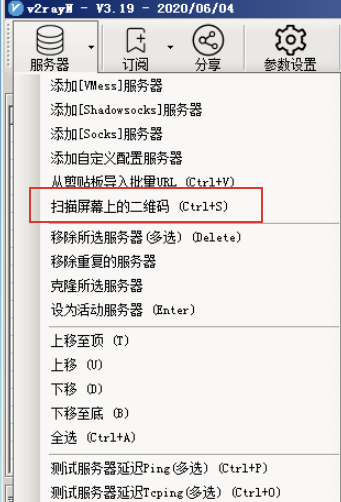 v2rayN - V3.19 - 2020/06/04
服务器 订阅 分享 参数设置
添加[VMess]服务器
添加[Shadowsocks]服务器
添加[Socks]服务器
添加自定义配置服务器
从剪贴板导入批量URL (Ctrl+V)
扫描屏幕上的二维码 (Ctrl+S)
移除所选服务器(多选) (Delete)
移除重复的服务器
克隆所选服务器
设为活动服务器 (Enter)
上移至顶 (T)
上移 (U)
下移 (D)
下移至底 (B)
全选 (Ctrl+A)
测试服务器延迟Ping(多选) (Ctrl+P)
测试服务器延迟Tcping(多选) (Ctrl+O)